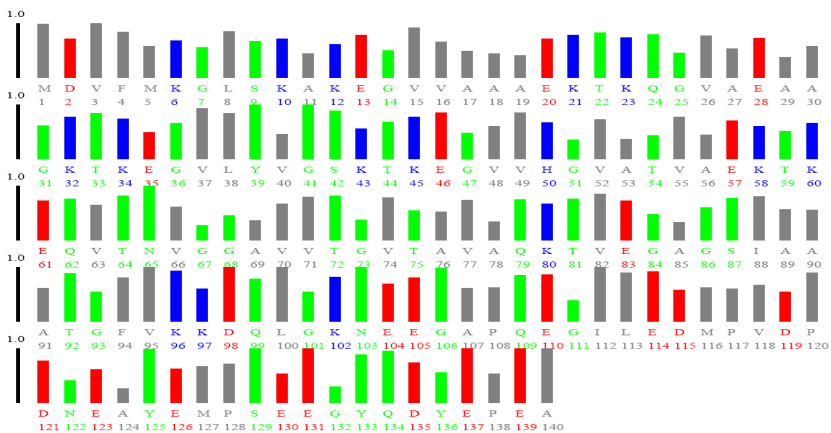 1.0
M D V F M K G L S K A K E G V V A A A E K T K Q G V A E A A
1 2 3 4 5 6 7 8 9 10 11 12 13 14 15 16 17 18 19 20 21 22 23 24 25 26 27 28 29 30
1.0
G K T K E G V L Y V G S K T K E G V V H G V A T V A E K T K
31 32 33 34 35 36 37 38 39 40 41 42 43 44 45 46 47 48 49 50 51 52 53 54 55 56 57 58 59 60
1.0
E Q V T N V G G A V V T G V T A V A Q K T V E G A G S I A A
61 62 63 64 65 66 67 68 69 70 71 72 73 74 75 76 77 78 79 80 81 82 83 84 85 86 87 88 89 90
1.0
A T G F V K K D Q L G K N E E G A P Q E G I L E D M P V D P
91 92 93 94 95 96 97 98 99 100 101 102 103 104 105 106 107 108 109 110 111 112 113 114 115 116 117 118 119 120
1.0
D N E A Y E M P S E E G Y Q D Y E P E A
121 122 123 124 125 126 127 128 129 130 131 132 133 134 135 136 137 138 139 140